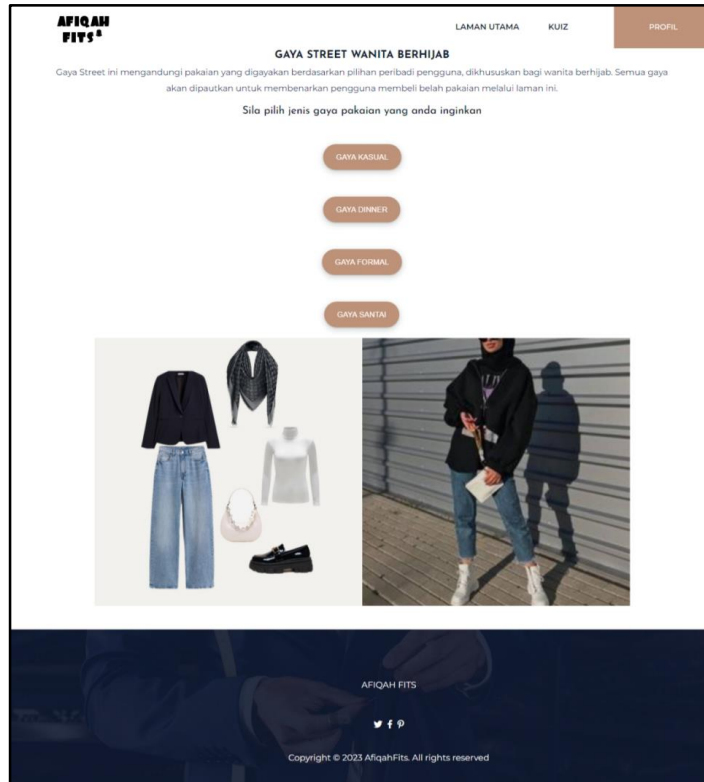 AFIQAH
FITS
LAMAN UTAMA
KUIZ
PROFIL
GAYA STREET WANITA BERHIJAB
Gaya Street ini mengandungi pakaian yang digayakan berdasarkan pilihan peribadi pengguna, dikhususkan bagi wanita berhijab. Semua gaya
akan dipautkan untuk membenarkan pengguna membeli belah pakaian melalui laman ini.
Sila pilih jenis gaya pakaian yang anda inginkan
GAYA KASUAL
GAYA DINNER
GAYA FORMAL
GAYA SANTAI
AFIQAH FITS
Copyright © 2023 AfiqahFits. All rights reserved